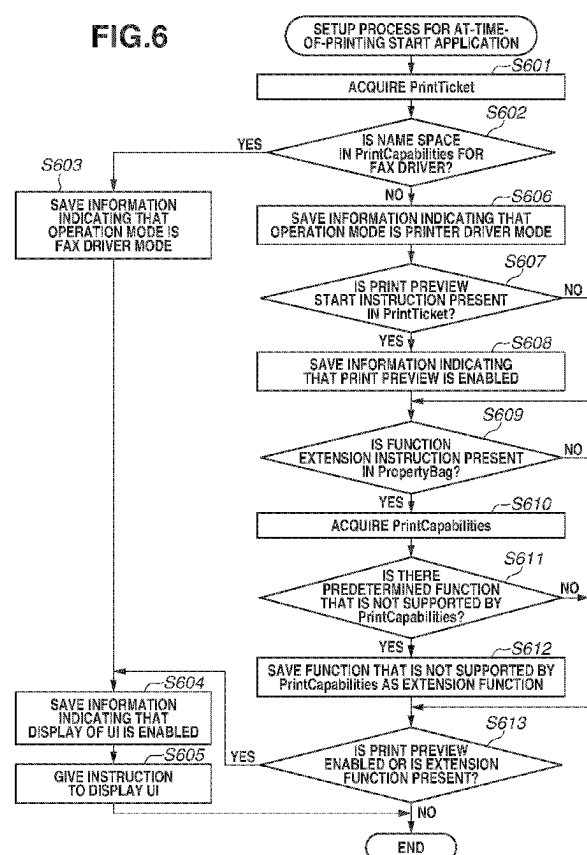 FIG.6
SETUP PROCESS FOR AT-TIME-
OF-PRINTING START APPLICATION
S601
ACQUIRE PrintTicket
S602
IS NAME SPACE
IN PrintCapabilities FOR
FAX DRIVER?
YES
NO
S603
SAVE INFORMATION
INDICATING THAT
OPERATION MODE IS
FAX DRIVER MODE
S606
SAVE INFORMATION INDICATING THAT
OPERATION MODE IS PRINTER DRIVER MODE
S607
IS PRINT PREVIEW
START INSTRUCTION PRESENT
IN PrintTicket?
NO
YES
S608
SAVE INFORMATION INDICATING
THAT PRINT PREVIEW IS ENABLED
S609
IS FUNCTION
EXTENSION INSTRUCTION PRESENT
IN PropertyBag?
NO
YES
S610
ACQUIRE PrintCapabilities
S611
IS THERE
PREDETERMINED FUNCTION
THAT IS NOT SUPPORTED BY
PrintCapabilities?
NO
YES
S612
SAVE FUNCTION THAT IS NOT SUPPORTED BY
PrintCapabilities AS EXTENSION FUNCTION
S604
SAVE INFORMATION
INDICATING THAT
DISPLAY OF UI IS ENABLED
S613
IS PRINT PREVIEW
ENABLED OR IS EXTENSION
FUNCTION PRESENT?
YES
NO
S605
GIVE INSTRUCTION
TO DISPLAY UI
END